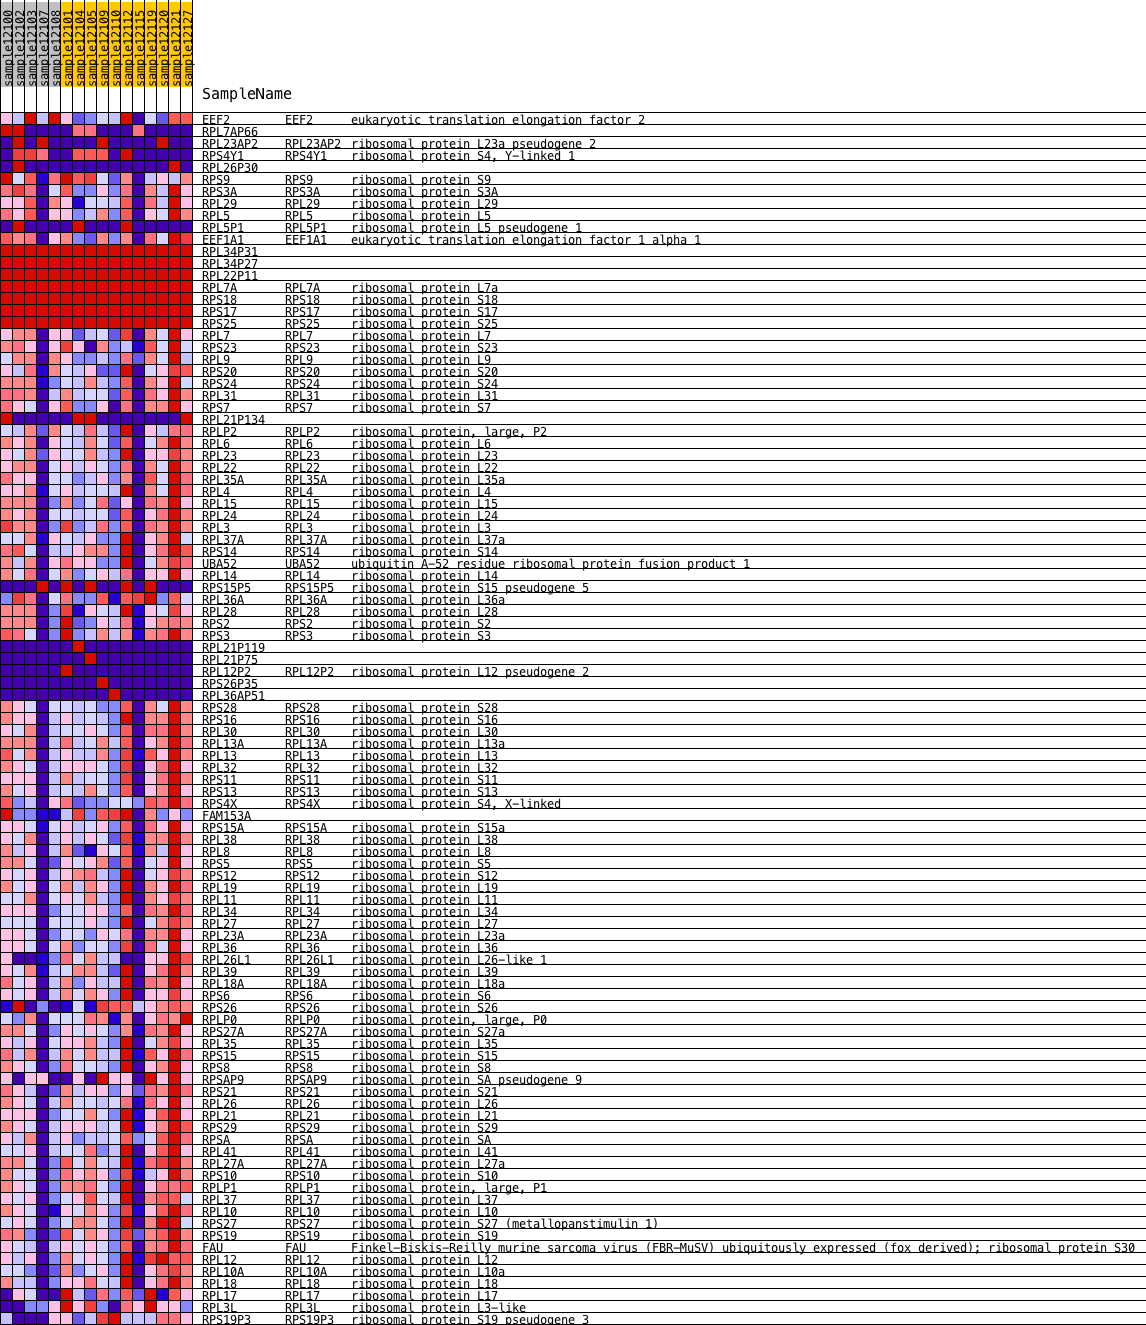 sample12100
sample12102
sample12103
sample12107
sample12108
sample12101
sample12104
sample12105
sample12109
sample12110
sample12112
sample12115
sample12119
sample12120
sample12121
sample12127
SampleName
EEF2 EEF2 eukaryotic translation elongation factor 2
RPL7AP66
RPL23AP2 RPL23AP2 ribosomal protein L23a pseudogene 2
RPS4Y1 RPS4Y1 ribosomal protein S4, Y-linked 1
RPL26P30
RPS9 RPS9 ribosomal protein S9
RPS3A RPS3A ribosomal protein S3A
RPL29 RPL29 ribosomal protein L29
RPL5 RPL5 ribosomal protein L5
RPL5P1 RPL5P1 ribosomal protein L5 pseudogene 1
EEF1A1 EEF1A1 eukaryotic translation elongation factor 1 alpha 1
RPL34P31
RPL34P27
RPL22P11
RPL7A RPL7A ribosomal protein L7a
RPS18 RPS18 ribosomal protein S18
RPS17 RPS17 ribosomal protein S17
RPS25 RPS25 ribosomal protein S25
RPL7 RPL7 ribosomal protein L7
RPS23 RPS23 ribosomal protein S23
RPL9 RPL9 ribosomal protein L9
RPS20 RPS20 ribosomal protein S20
RPS24 RPS24 ribosomal protein S24
RPL31 RPL31 ribosomal protein L31
RPS7 RPS7 ribosomal protein S7
RPL21P134
RPLP2 RPLP2 ribosomal protein, large, P2
RPL6 RPL6 ribosomal protein L6
RPL23 RPL23 ribosomal protein L23
RPL22 RPL22 ribosomal protein L22
RPL35A RPL35A ribosomal protein L35a
RPL4 RPL4 ribosomal protein L4
RPL15 RPL15 ribosomal protein L15
RPL24 RPL24 ribosomal protein L24
RPL3 RPL3 ribosomal protein L3
RPL37A RPL37A ribosomal protein L37a
RPS14 RPS14 ribosomal protein S14
UBA52 UBA52 ubiquitin A-52 residue ribosomal protein fusion product 1
RPL14 RPL14 ribosomal protein L14
RPS15P5 RPS15P5 ribosomal protein S15 pseudogene 5
RPL36A RPL36A ribosomal protein L36a
RPL28 RPL28 ribosomal protein L28
RPS2 RPS2 ribosomal protein S2
RPS3 RPS3 ribosomal protein S3
RPL21P119
RPL21P75
RPL12P2 RPL12P2 ribosomal protein L12 pseudogene 2
RPS26P35
RPL36AP51
RPS28 RPS28 ribosomal protein S28
RPS16 RPS16 ribosomal protein S16
RPL30 RPL30 ribosomal protein L30
RPL13A RPL13A ribosomal protein L13a
RPL13 RPL13 ribosomal protein L13
RPL32 RPL32 ribosomal protein L32
RPS11 RPS11 ribosomal protein S11
RPS13 RPS13 ribosomal protein S13
RPS4X RPS4X ribosomal protein S4, X-linked
FAM153A
RPS15A RPS15A ribosomal protein S15a
RPL38 RPL38 ribosomal protein L38
RPL8 RPL8 ribosomal protein L8
RPS5 RPS5 ribosomal protein S5
RPS12 RPS12 ribosomal protein S12
RPL19 RPL19 ribosomal protein L19
RPL11 RPL11 ribosomal protein L11
RPL34 RPL34 ribosomal protein L34
RPL27 RPL27 ribosomal protein L27
RPL23A RPL23A ribosomal protein L23a
RPL36 RPL36 ribosomal protein L36
RPL26L1 RPL26L1 ribosomal protein L26-like 1
RPL39 RPL39 ribosomal protein L39
RPL18A RPL18A ribosomal protein L18a
RPS6 RPS6 ribosomal protein S6
RPS26 RPS26 ribosomal protein S26
RPLP0 RPLP0 ribosomal protein, large, P0
RPS27A RPS27A ribosomal protein S27a
RPL35 RPL35 ribosomal protein L35
RPS15 RPS15 ribosomal protein S15
RPS8 RPS8 ribosomal protein S8
RPSAP9 RPSAP9 ribosomal protein SA pseudogene 9
RPS21 RPS21 ribosomal protein S21
RPL26 RPL26 ribosomal protein L26
RPL21 RPL21 ribosomal protein L21
RPS29 RPS29 ribosomal protein S29
RPSA RPSA ribosomal protein SA
RPL41 RPL41 ribosomal protein L41
RPL27A RPL27A ribosomal protein L27a
RPS10 RPS10 ribosomal protein S10
RPLP1 RPLP1 ribosomal protein, large, P1
RPL37 RPL37 ribosomal protein L37
RPL10 RPL10 ribosomal protein L10
RPS27 RPS27 ribosomal protein S27 (metallopanstimulin 1)
RPS19 RPS19 ribosomal protein S19
FAU FAU Finkel-Biskis-Reilly murine sarcoma virus (FBR-MuSV) ubiquitously expressed (fox derived); ribosomal protein S30
RPL12 RPL12 ribosomal protein L12
RPL10A RPL10A ribosomal protein L10a
RPL18 RPL18 ribosomal protein L18
RPL17 RPL17 ribosomal protein L17
RPL3L RPL3L ribosomal protein L3-like
RPS19P3 RPS19P3 ribosomal protein S19 pseudogene 3